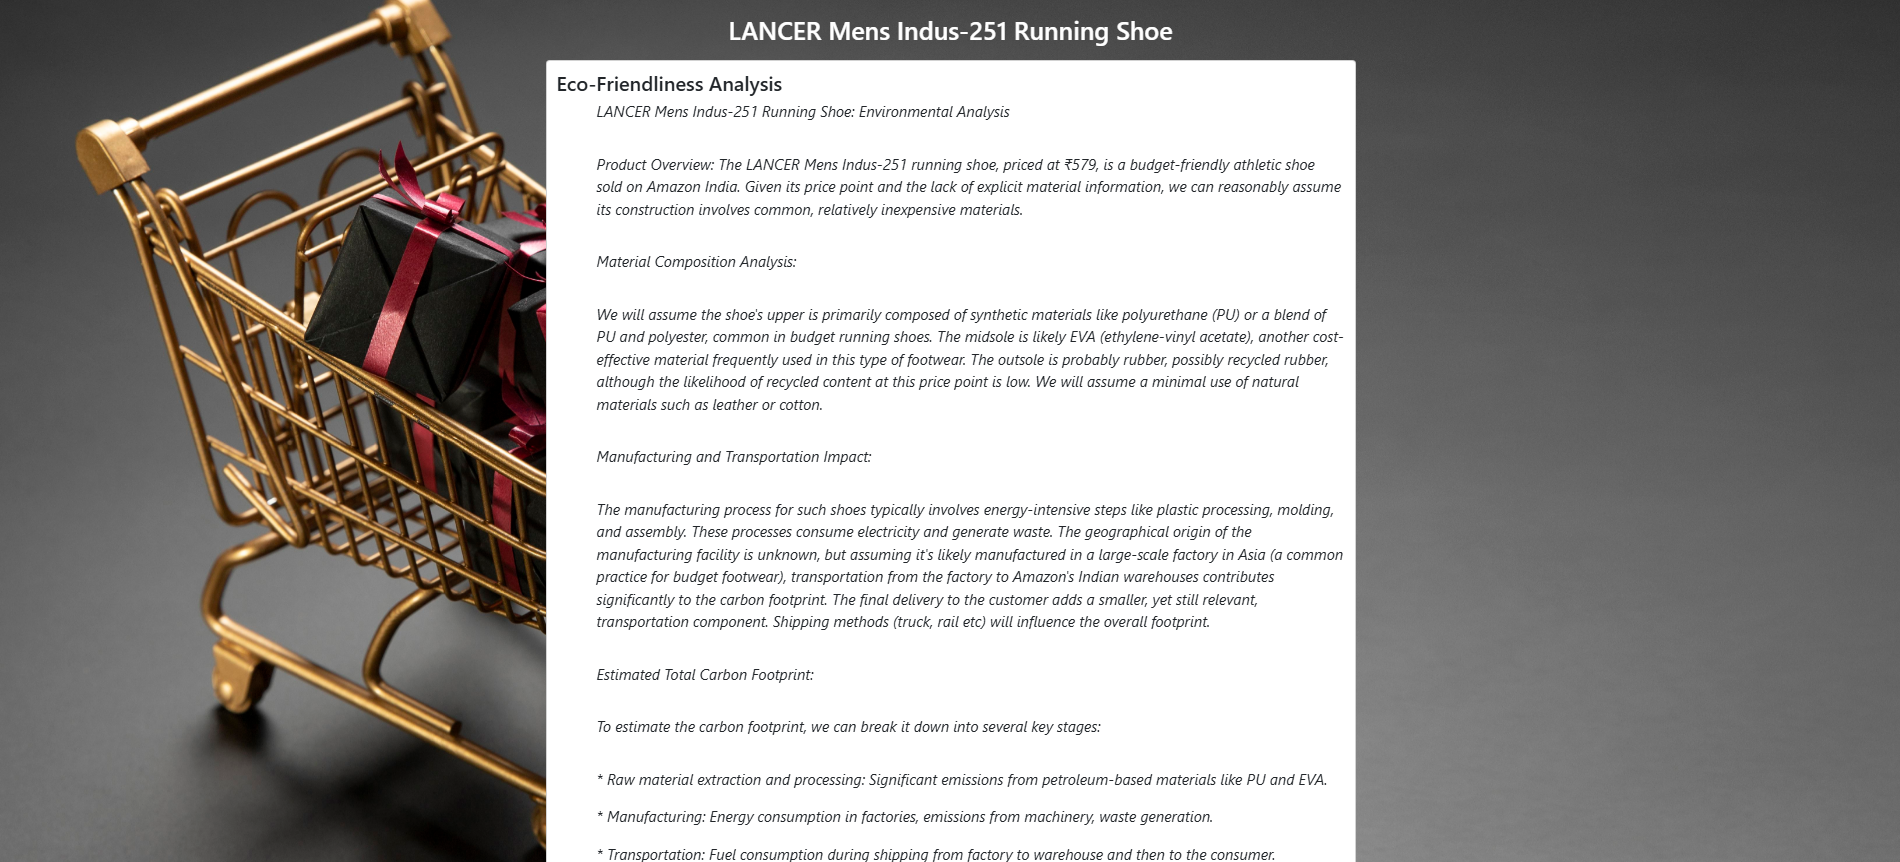 LANCER Mens Indus-251 Running Shoe
Eco-Friendliness Analysis
LANCER Mens Indus-251 Running Shoe: Environmental Analysis
Product Overview: The LANCER Mens Indus-251 running shoe, priced at ₹579, is a budget-friendly athletic shoe
sold on Amazon India. Given its price point and the lack of explicit material information, we can reasonably assume
its construction involves common, relatively inexpensive materials.
Material Composition Analysis:
We will assume the shoe's upper is primarily composed of synthetic materials like polyurethane (PU) or a blend of
PU and polyester, common in budget running shoes. The midsole is likely EVA (ethylene-vinyl acetate), another cost-
effective material frequently used in this type of footwear. The outsole is probably rubber, possibly recycled rubber,
although the likelihood of recycled content at this price point is low. We will assume a minimal use of natural
materials such as leather or cotton.
Manufacturing and Transportation Impact:
The manufacturing process for such shoes typically involves energy-intensive steps like plastic processing, molding,
and assembly. These processes consume electricity and generate waste. The geographical origin of the
manufacturing facility is unknown, but assuming it's likely manufactured in a large-scale factory in Asia (a common
practice for budget footwear), transportation from the factory to Amazon's Indian warehouses contributes
significantly to the carbon footprint. The final delivery to the customer adds a smaller, yet still relevant,
transportation component. Shipping methods (truck, rail etc) will influence the overall footprint.
Estimated Total Carbon Footprint:
To estimate the carbon footprint, we can break it down into several key stages:
* Raw material extraction and processing: Significant emissions from petroleum-based materials like PU and EVA.
* Manufacturing: Energy consumption in factories, emissions from machinery, waste generation.
* Transportation: Fuel consumption during shipping from factory to warehouse and then to the consumer.